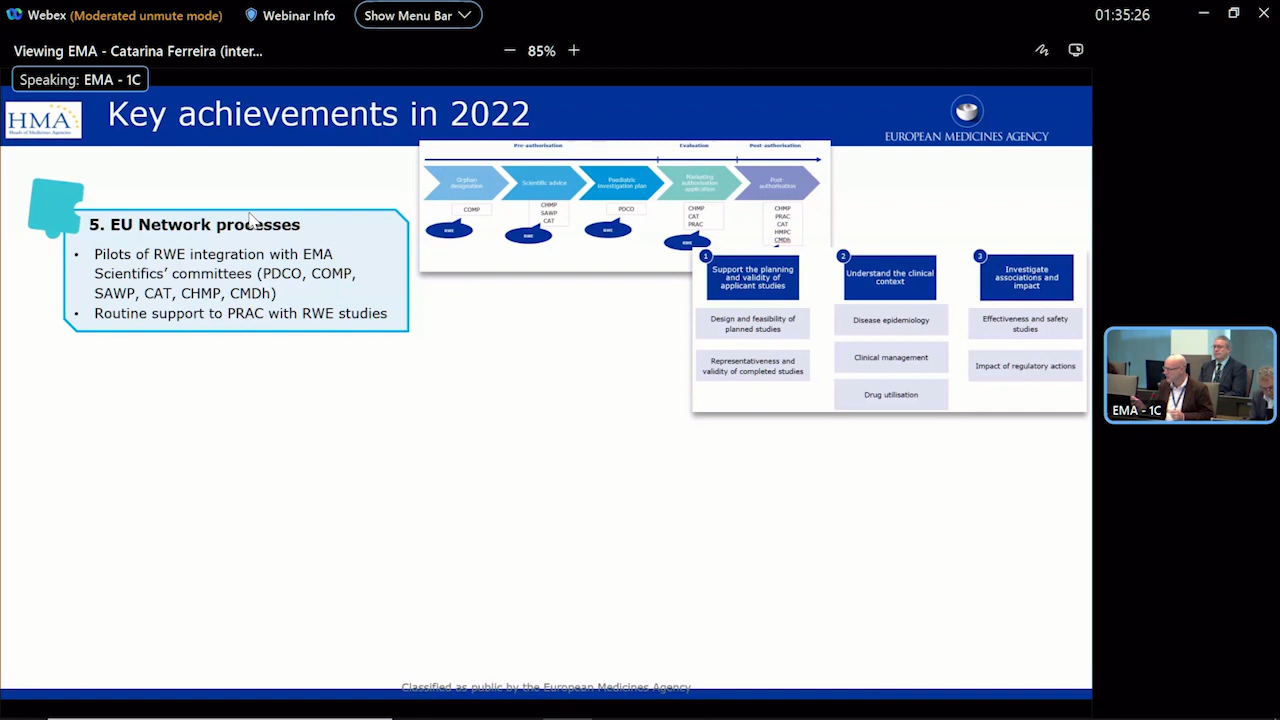 Webex (Moderated unmute mode)
Webinar Info
Show Menu Bar
01:35:26
Viewing EMA - Catarina Ferreira (inter...
85%
Speaking: EMA - 1C
HMA
Heads of Medicines Agencies
Key achievements in 2022
EUROPEAN MEDICINES AGENCY
5. EU Network processes
• Pilots of RWE integration with EMA
Scientifics’ committees (PDCO, COMP,
SAWP, CAT, CHMP, CMDh)
• Routine support to PRAC with RWE studies
Pre-authorisation
Evaluation
Post-authorisation
Orphan
designation
Scientific advice
Paediatric
investigation plan
Marketing
authorisation
application
Post-
authorisation
COMP
CHMP
SAWP
CAT
PDCO
CHMP
CAT
PRAC
CHMP
PRAC
CAT
HMPC
CMDh
RWE
RWE
RWE
RWE
1
Support the planning
and validity of
applicant studies
Design and feasibility of
planned studies
Representativeness and
validity of completed studies
2
Understand the clinical
context
Disease epidemiology
Clinical management
Drug utilisation
3
Investigate
associations and
impact
Effectiveness and safety
studies
Impact of regulatory actions
EMA - 1C
Classified as public by the European Medicines Agency